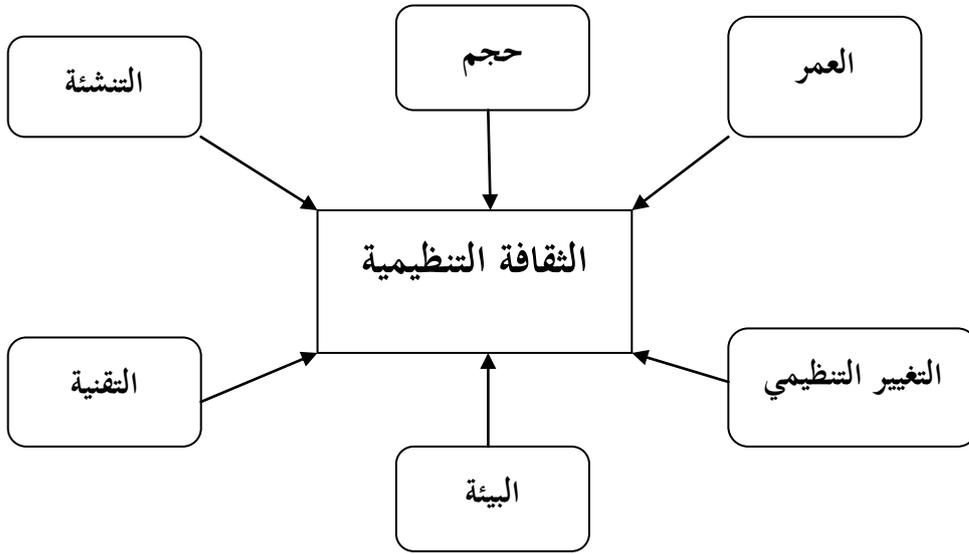 العمر
حجم
التنشئة
الثقافة التنظيمية
التغيير التنظيمي
التقنية
البيئة